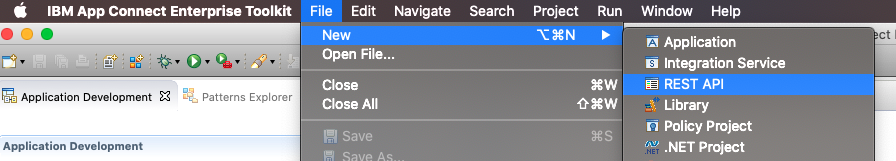 IBM App Connect Enterprise Toolkit File Edit Navigate Search Project Run Window Help
New ⌥⌘N ▶
Open File...
Close ⌘W
Close All ⇧⌘W
Save ⌘S
Save As...
Application
Integration Service
REST API
Library
Policy Project
.NET Project
Application Development
Patterns Explorer
Application Development